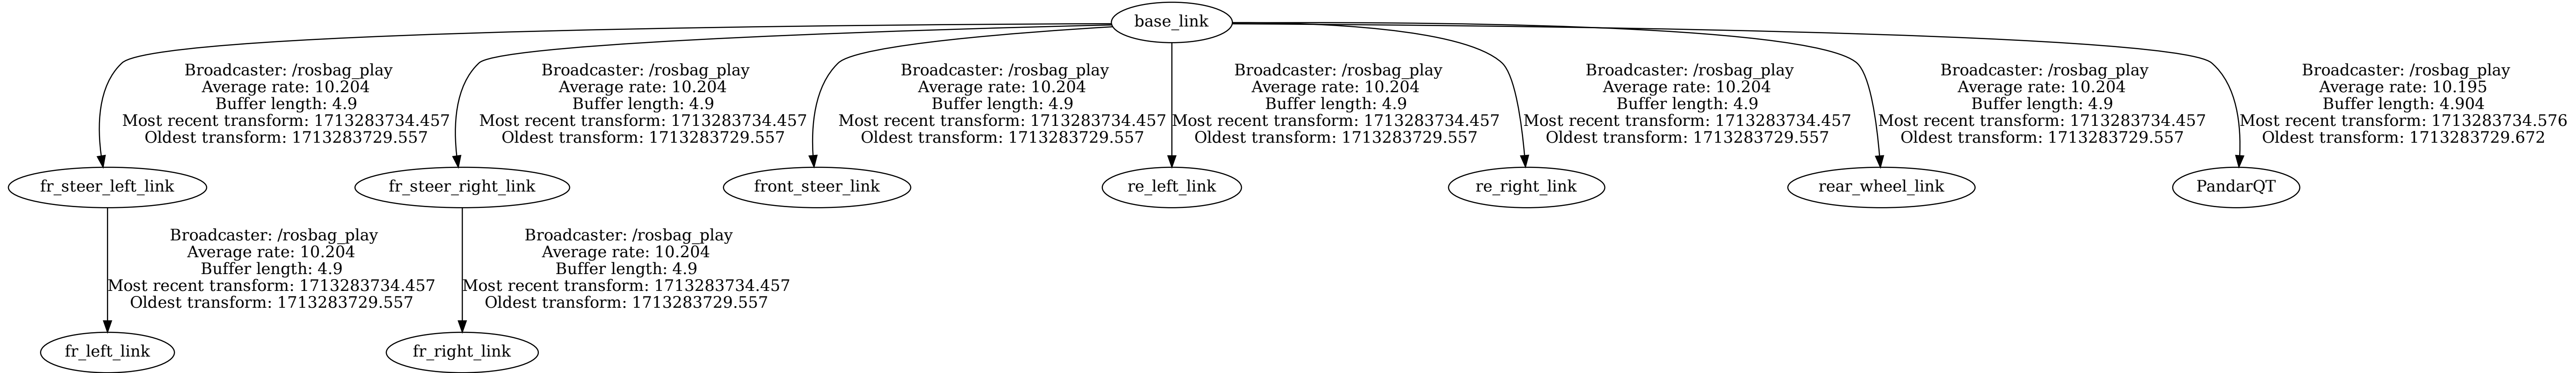 base_link
Broadcaster: /rosbag_play
Average rate: 10.204
Buffer length: 4.9
Most recent transform: 1713283734.457
Oldest transform: 1713283729.557
Broadcaster: /rosbag_play
Average rate: 10.204
Buffer length: 4.9
Most recent transform: 1713283734.457
Oldest transform: 1713283729.557
Broadcaster: /rosbag_play
Average rate: 10.204
Buffer length: 4.9
Most recent transform: 1713283734.457
Oldest transform: 1713283729.557
Broadcaster: /rosbag_play
Average rate: 10.204
Buffer length: 4.9
Most recent transform: 1713283734.457
Oldest transform: 1713283729.557
Broadcaster: /rosbag_play
Average rate: 10.204
Buffer length: 4.9
Most recent transform: 1713283734.457
Oldest transform: 1713283729.557
Broadcaster: /rosbag_play
Average rate: 10.204
Buffer length: 4.9
Most recent transform: 1713283734.457
Oldest transform: 1713283729.557
Broadcaster: /rosbag_play
Average rate: 10.195
Buffer length: 4.904
Most recent transform: 1713283734.576
Oldest transform: 1713283729.672
fr_steer_left_link
fr_steer_right_link
front_steer_link
re_left_link
re_right_link
rear_wheel_link
PandarQT
Broadcaster: /rosbag_play
Average rate: 10.204
Buffer length: 4.9
Most recent transform: 1713283734.457
Oldest transform: 1713283729.557
Broadcaster: /rosbag_play
Average rate: 10.204
Buffer length: 4.9
Most recent transform: 1713283734.457
Oldest transform: 1713283729.557
fr_left_link
fr_right_link